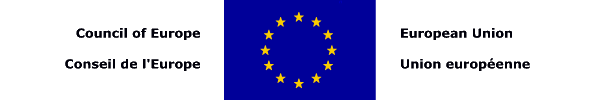 Council of Europe
Conseil de l'Europe
European Union
Union européenne